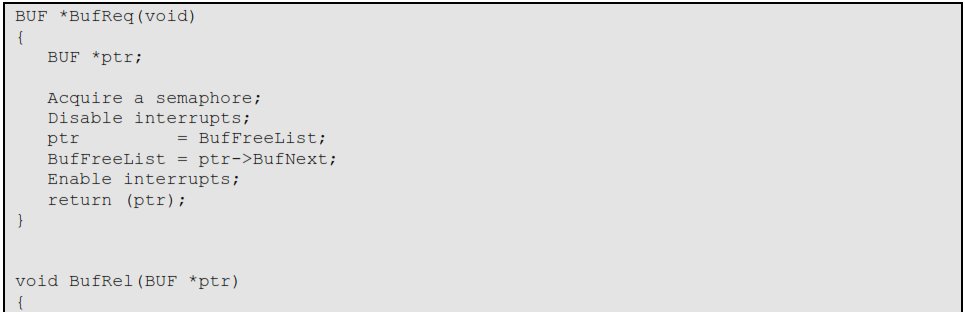 BUF *BufReq(void)
{
   BUF *ptr;

   Acquire a semaphore;
   Disable interrupts;
   ptr         = BufFreeList;
   BufFreeList = ptr->BufNext;
   Enable interrupts;
   return (ptr);
}


void BufRel(BUF *ptr)
{